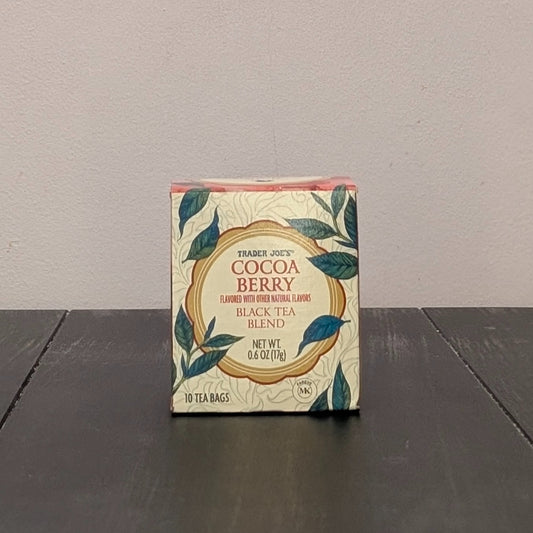 TRADER JOE'S®
COCOA
BERRY
FLAVORED WITH OTHER NATURAL FLAVORS
BLACK TEA
BLEND
NET WT.
0.6 OZ (17g)
10 TEA BAGS
MK